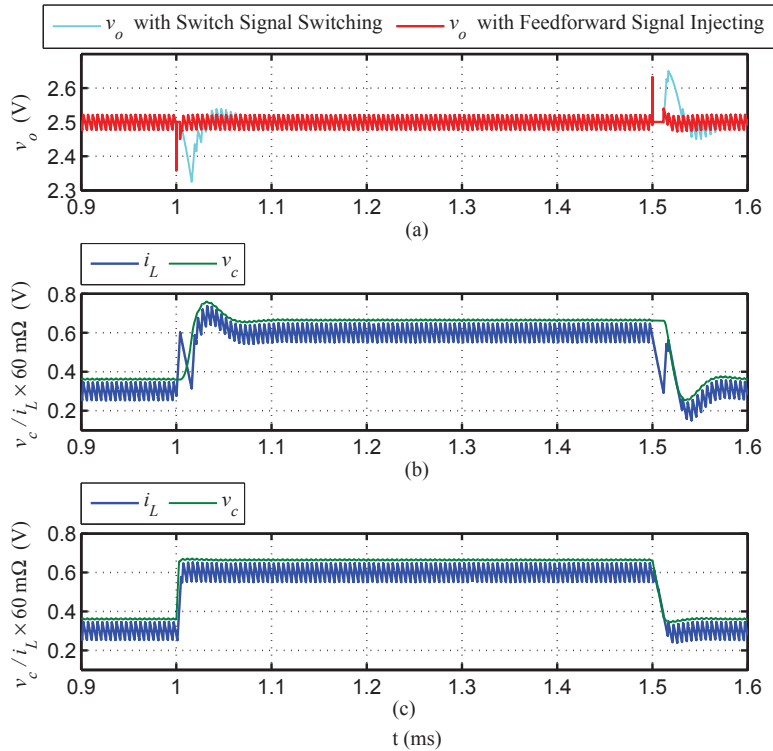 v_o with Switch Signal Switching v_o with Feedforward Signal Injecting
v_o (V)
2.6
2.5
2.4
2.3
0.9 1 1.1 1.2 1.3 1.4 1.5 1.6
(a)
i_L v_c
v_c / i_L × 60 mΩ (V)
0.8
0.6
0.4
0.2
0.9 1 1.1 1.2 1.3 1.4 1.5 1.6
(b)
i_L v_c
v_c / i_L × 60 mΩ (V)
0.8
0.6
0.4
0.2
0.9 1 1.1 1.2 1.3 1.4 1.5 1.6
(c)
t (ms)